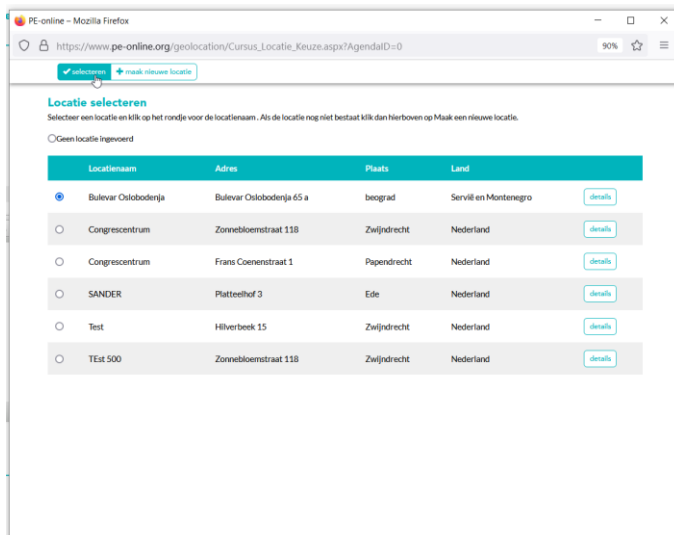 PE-online – Mozilla Firefox
https://www.pe-online.org/geolocation/Cursus_Locatie_Keuze.aspx?AgendaID=0 90%
selecteren maak nieuwe locatie
Locatie selecteren
Selecteer een locatie en klik op het rondje voor de locatienaam . Als de locatie nog niet bestaat klik dan hierboven op Maak een nieuwe locatie.
Geen locatie ingevoerd
Locatienaam Adres Plaats Land
Bulevar Oslobodenja Bulevar Oslobodenja 65 a beograd Servië en Montenegro details
Congrescentrum Zonnebloemstraat 118 Zwijndrecht Nederland details
Congrescentrum Frans Coenenstraat 1 Papendrecht Nederland details
SANDER Platteelhof 3 Ede Nederland details
Test Hilverbeek 15 Zwijndrecht Nederland details
TEst 500 Zonnebloemstraat 118 Zwijndrecht Nederland details